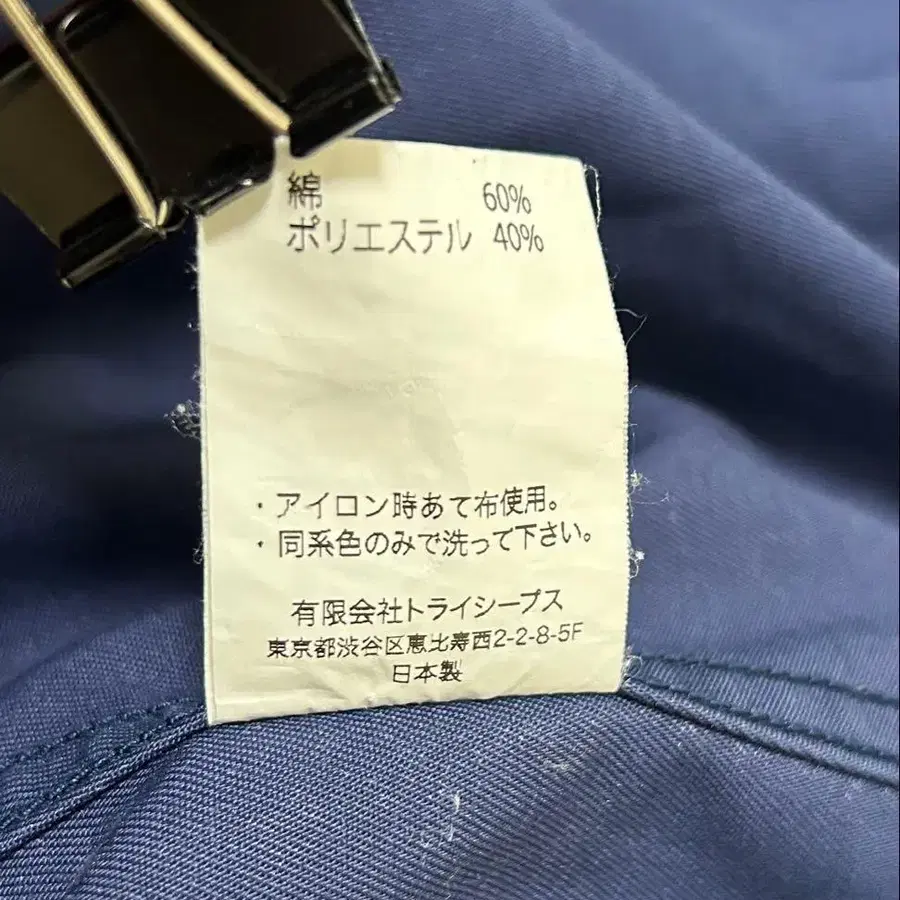 綿 60%
ポリエステル 40%
・アイロン時あて布使用。
・同系色のみで洗って下さい。
有限会社トライシープス
東京都渋谷区恵比寿西2-2-8-5F
日本製